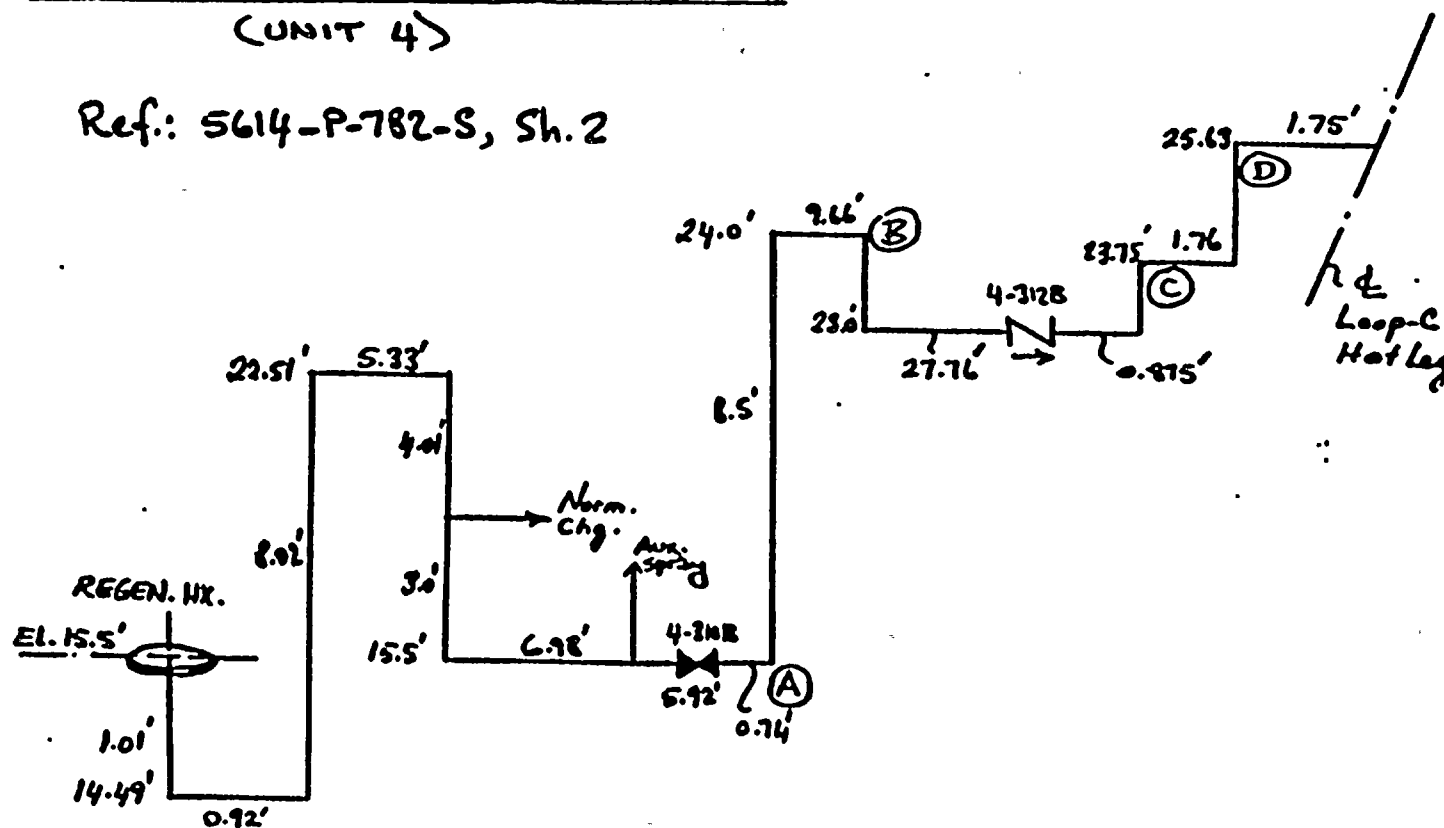 (UNIT 4)
Ref.: 5614-P-782-S, Sh. 2
25.63
1.75'
D
24.0'
9.66'
B
23.75'
1.76
C
4-312B
23.0'
27.76'
0.875'
℄
Loop-C
Hot Leg
22.51'
5.33'
4.01'
8.5'
Norm.
Chg.
8.02'
Aux.
Spray
3.0'
REGEN. HX.
EL. 15.5'
15.5'
6.98'
5.92'
A
0.74'
1.01'
14.49'
0.92'